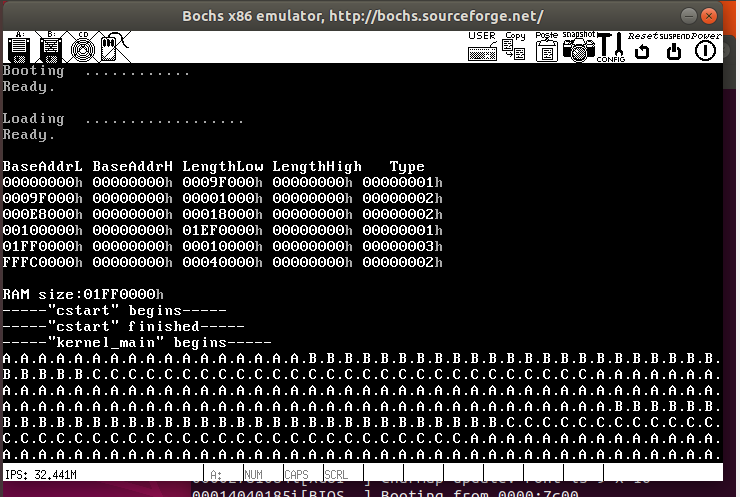 Bochs x86 emulator, http://bochs.sourceforge.net/
A: B: CD USER Copy Paste snapshot CONFIG Reset SUSPEND Power
Booting ............
Ready.
Loading ..................
Ready.
BaseAddrL BaseAddrH LengthLow LengthHigh Type
00000000h 00000000h 0009F000h 00000000h 00000001h
0009F000h 00000000h 00001000h 00000000h 00000002h
000E8000h 00000000h 00018000h 00000000h 00000002h
00100000h 00000000h 01EF0000h 00000000h 00000001h
01FF0000h 00000000h 00010000h 00000000h 00000003h
FFFC0000h 00000000h 00040000h 00000000h 00000002h
RAM size:01FF0000h
-----"cstart" begins-----
-----"cstart" finished-----
-----"kernel_main" begins-----
A.A.A.A.A.A.A.A.A.A.A.A.A.A.A.A.A.B.B.B.B.B.B.B.B.B.B.B.B.B.B.B.B.B.B.B.B.B.B.B.
B.B.B.B.B.C.C.C.C.C.C.C.C.C.C.C.C.C.C.C.C.C.C.C.C.C.C.C.C.C.C.C.C.A.A.A.A.A.A.A.
A.A.A.A.A.A.A.A.A.A.A.A.A.A.A.A.A.A.A.A.A.A.A.A.A.A.A.A.A.A.A.A.A.A.A.A.A.A.A.A.
A.A.A.A.A.A.A.A.A.A.A.A.A.A.A.A.A.A.A.A.A.A.A.A.A.A.A.A.A.A.A.A.A.A.B.B.B.B.B.B.
B.B.B.B.B.B.B.B.B.B.B.B.B.B.B.B.B.B.B.B.B.B.B.C.C.C.C.C.C.C.C.C.C.C.C.C.C.C.C.C.
C.C.C.C.C.C.C.C.C.C.C.C.C.C.A.A.A.A.A.A.A.A.A.A.A.A.A.A.A.A.A.A.A.A.A.A.A.A.A.A.
A.A.A.A.A.A.A.A.A.A.A.A.A.A.A.A.A.A.A.A.A.A.A.A.A.A.A.A.A.A.A.A.A.A.A.A.A.A.A.A.
IPS: 32.441M A: NUM CAPS SCRL
00014040185i[BIOS ] Booting from 0000:7c00